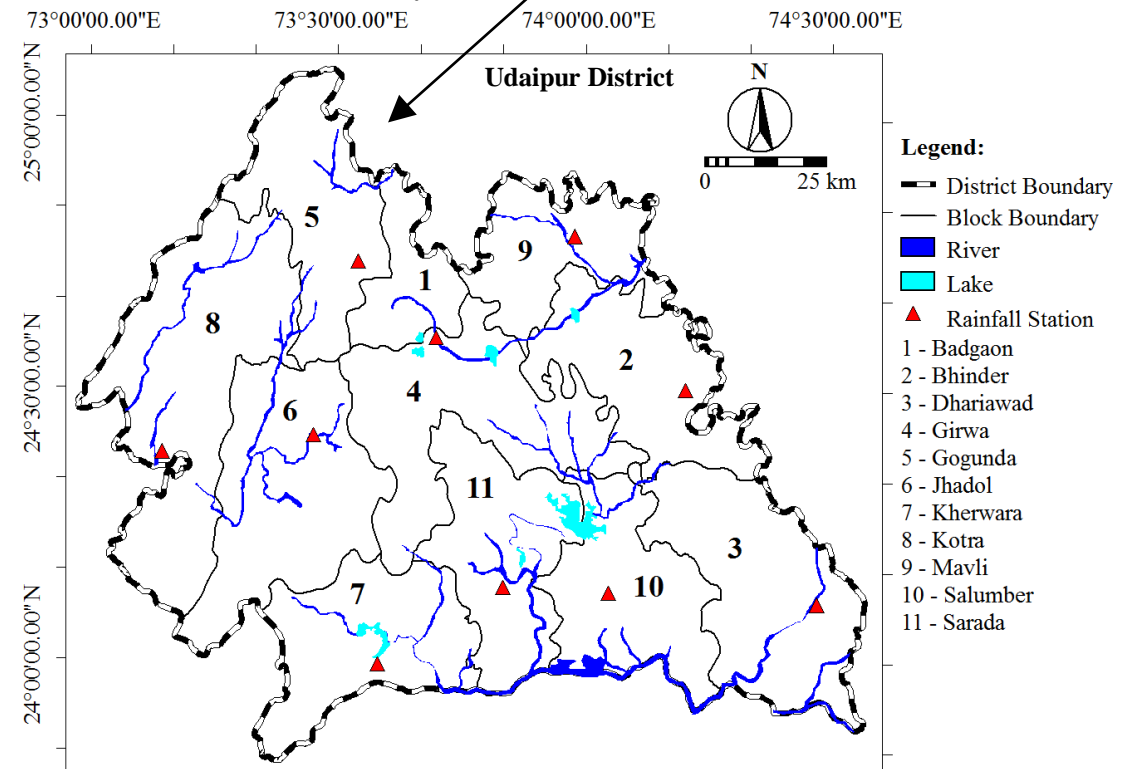 73°00'00.00"E 73°30'00.00"E 74°00'00.00"E 74°30'00.00"E
25°00'00.00" N
24°30'00.00" N
24°00'00.00" N
Udaipur District
N
0 25 km
5
9
1
8
2
4
6
11
3
7
10
Legend:
District Boundary
Block Boundary
River
Lake
Rainfall Station
1 - Badgaon
2 - Bhinder
3 - Dhariawad
4 - Girwa
5 - Gogunda
6 - Jhadol
7 - Kherwara
8 - Kotra
9 - Mavli
10 - Salumber
11 - Sarada